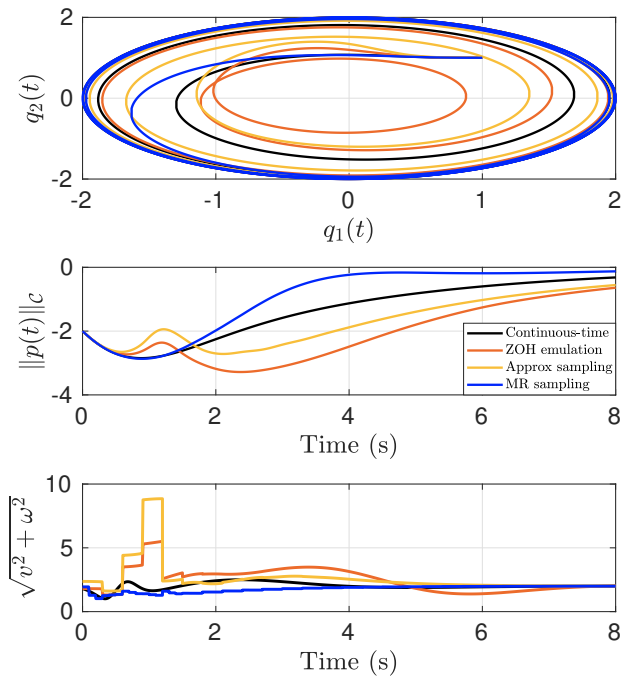 2
0
-2
q₂(t)
-2 -1 0 1 2
q₁(t)
0
-2
-4
||p(t)||_C
Continuous-time
ZOH emulation
Approx sampling
MR sampling
0 2 4 6 8
Time (s)
10
5
0
√v² + ω²
0 2 4 6 8
Time (s)